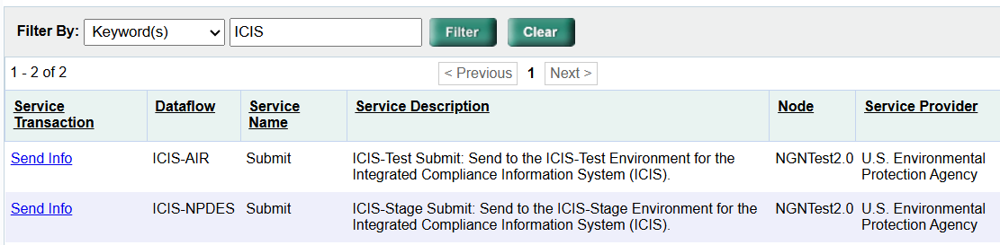 Filter By: Keyword(s) ICIS Filter Clear
1 - 2 of 2 < Previous 1 Next >
Service Transaction Dataflow Service Name Service Description Node Service Provider
Send Info ICIS-AIR Submit ICIS-Test Submit: Send to the ICIS-Test Environment for the NGNTest2.0 U.S. Environmental
Integrated Compliance Information System (ICIS). Protection Agency
Send Info ICIS-NPDES Submit ICIS-Stage Submit: Send to the ICIS-Stage Environment for the NGNTest2.0 U.S. Environmental
Integrated Compliance Information System (ICIS). Protection Agency